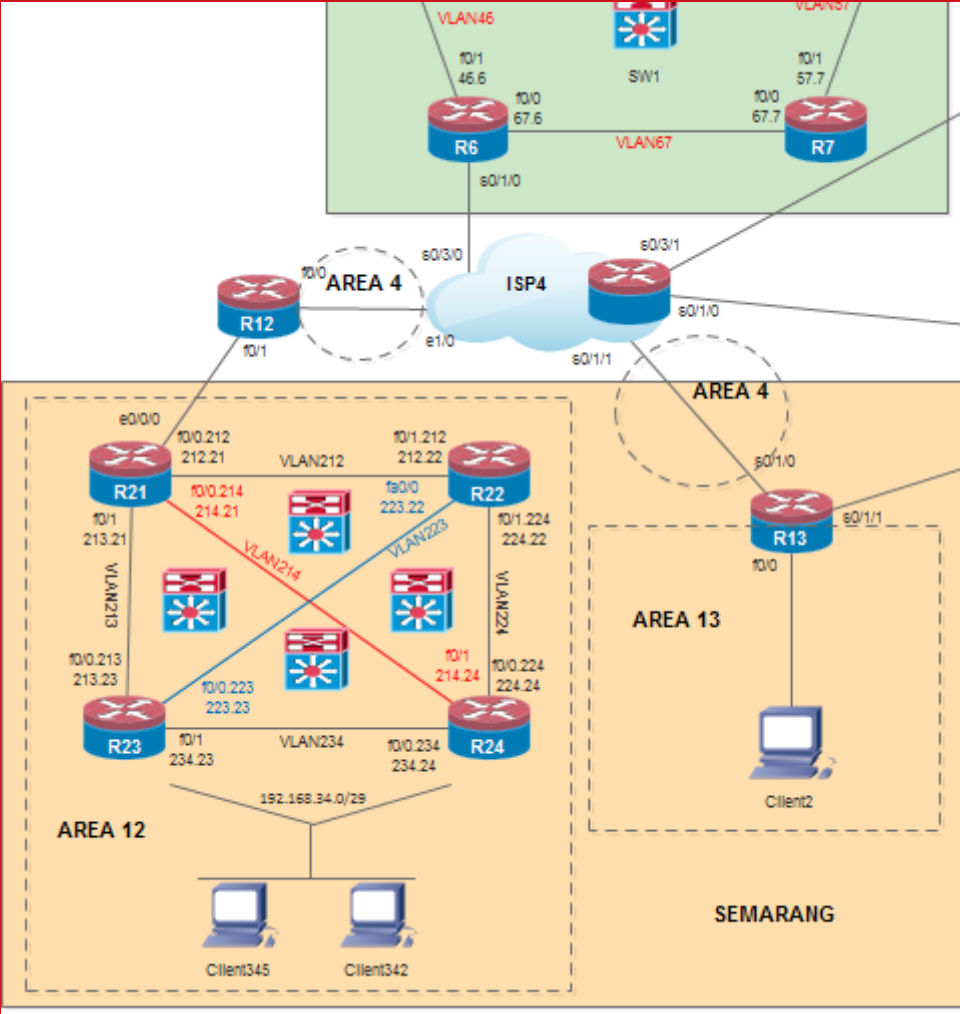 VLAN46
VLAN57
f0/1
46.6
SW1
f0/1
57.7
f0/0
67.6
f0/0
67.7
R6
VLAN67
R7
s0/1/0
s0/3/0
s0/3/1
f0/0
AREA 4
ISP4
R12
s0/1/0
f0/1
e1/0
s0/1/1
AREA 4
e0/0/0
f0/0.212
212.21
VLAN212
f0/1.212
212.22
s0/1/0
R21
f0/0.214
214.21
fa0/0
223.22
R22
f0/1
213.21
VLAN214
VLAN223
f0/1.224
224.22
s0/1/1
R13
f0/0
VLAN213
VLAN224
AREA 13
f0/0.213
213.23
f0/1
214.24
f0/0.224
224.24
f0/0.223
223.23
R23
f0/1
234.23
VLAN234
f0/0.234
234.24
R24
192.168.34.0/29
Client2
AREA 12
SEMARANG
Client345
Client342